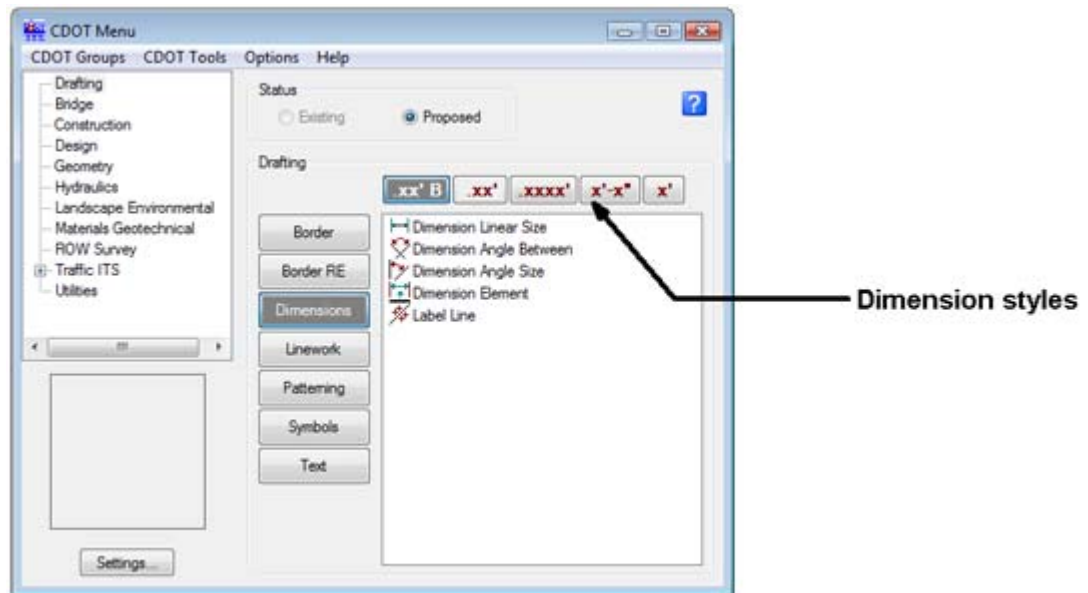 CDOT Menu
CDOT Groups CDOT Tools Options Help
Drafting
Bridge
Construction
Design
Geometry
Hydraulics
Landscape Environmental
Materials Geotechnical
ROW Survey
Traffic ITS
Utilities
Settings...
Status
Existing Proposed
?
Drafting
.xx' B .xx' .xxxx' x'-x" x'
Border
Border RE
Dimensions
Linework
Patterning
Symbols
Text
Dimension Linear Size
Dimension Angle Between
Dimension Angle Size
Dimension Element
Label Line
Dimension styles